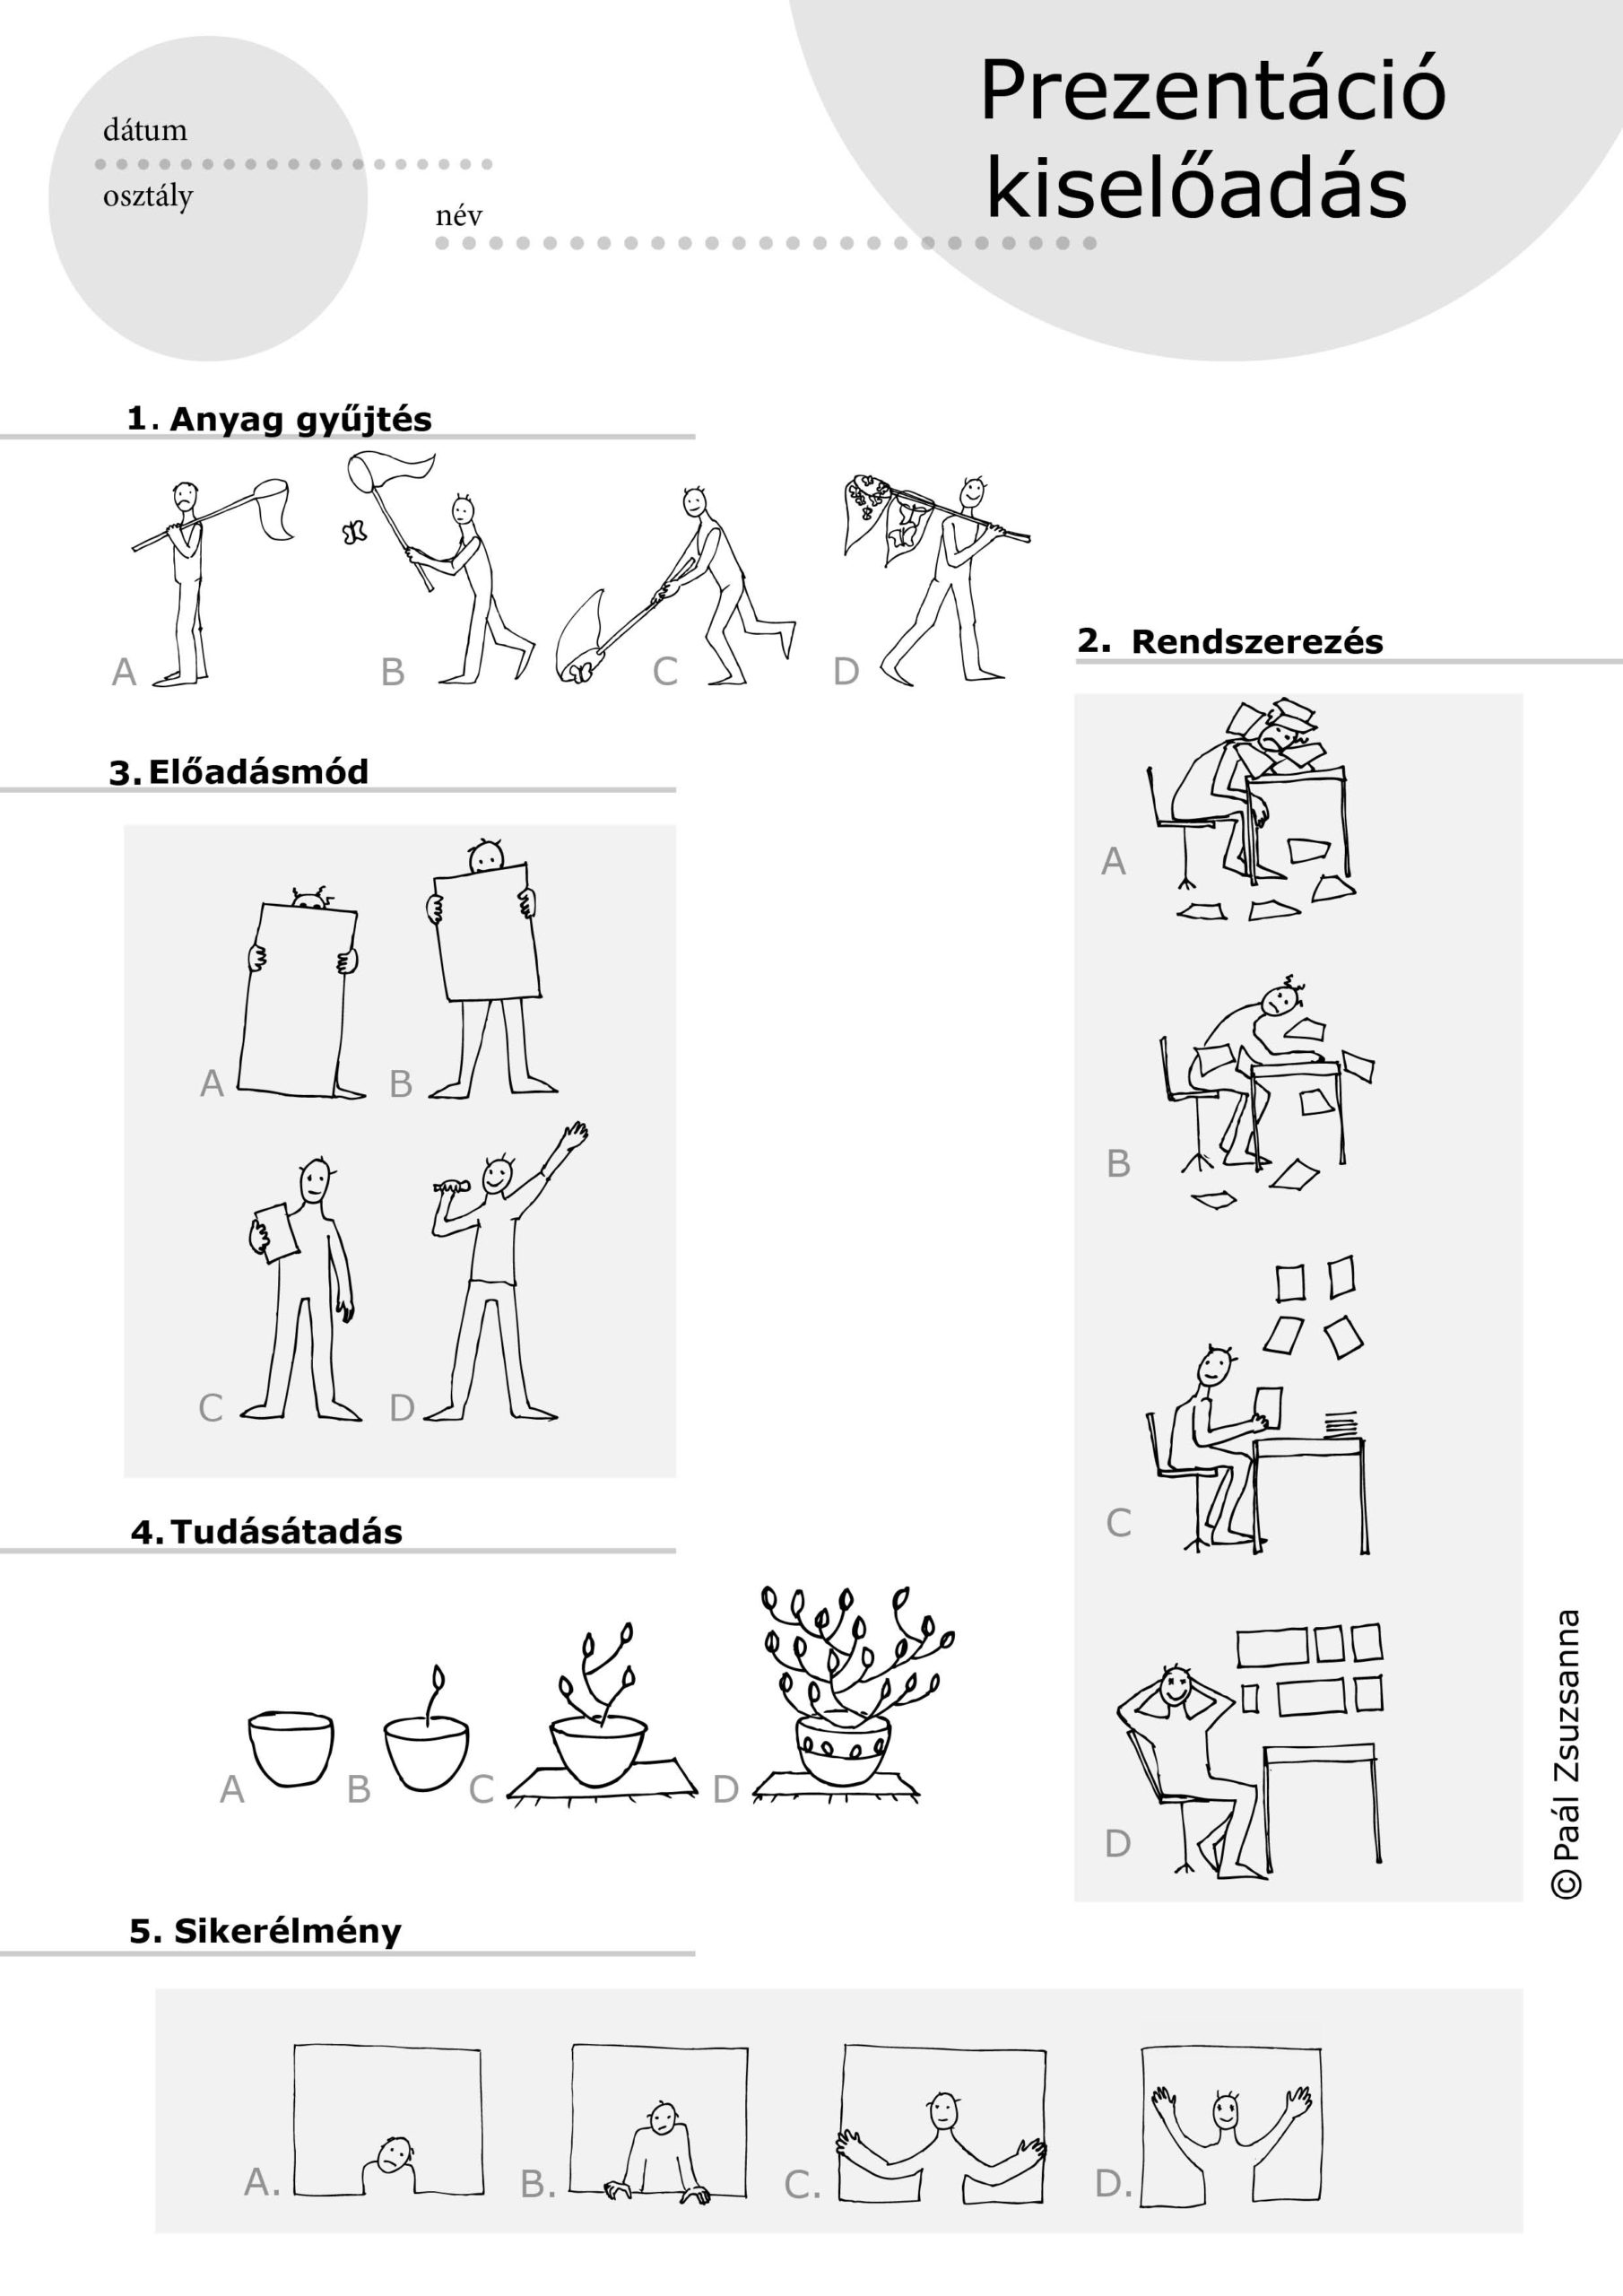 dátum
osztály
név
Prezentáció
kiselőadás
1. Anyag gyűjtés
A
B
C
D
2. Rendszerezés
A
B
C
D
3. Előadásmód
A
B
C
D
4. Tudásátadás
A
B
C
D
5. Sikerélmény
A.
B.
C.
D.
© Paál Zsuzsanna